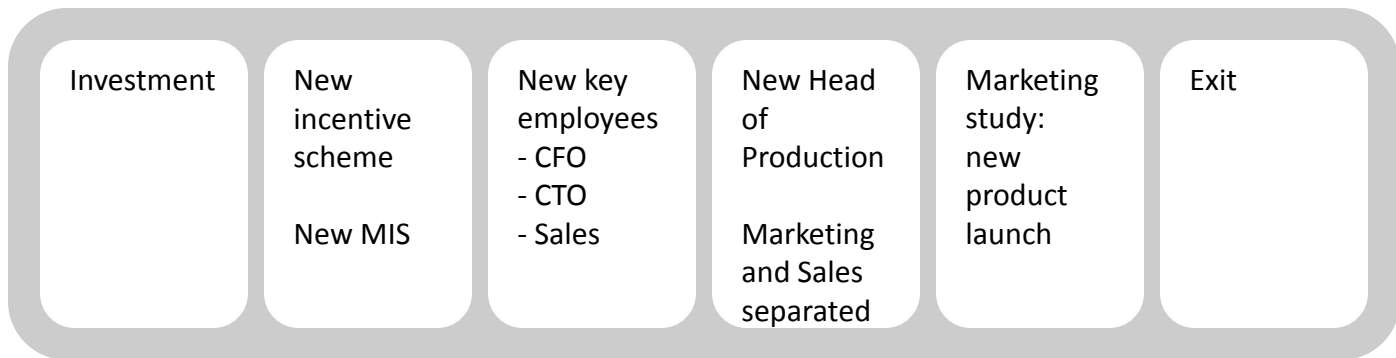 Investment
New
incentive
scheme
New MIS
New key
employees
- CFO
- CTO
- Sales
New Head
of
Production
Marketing
and Sales
separated
Marketing
study:
new
product
launch
Exit